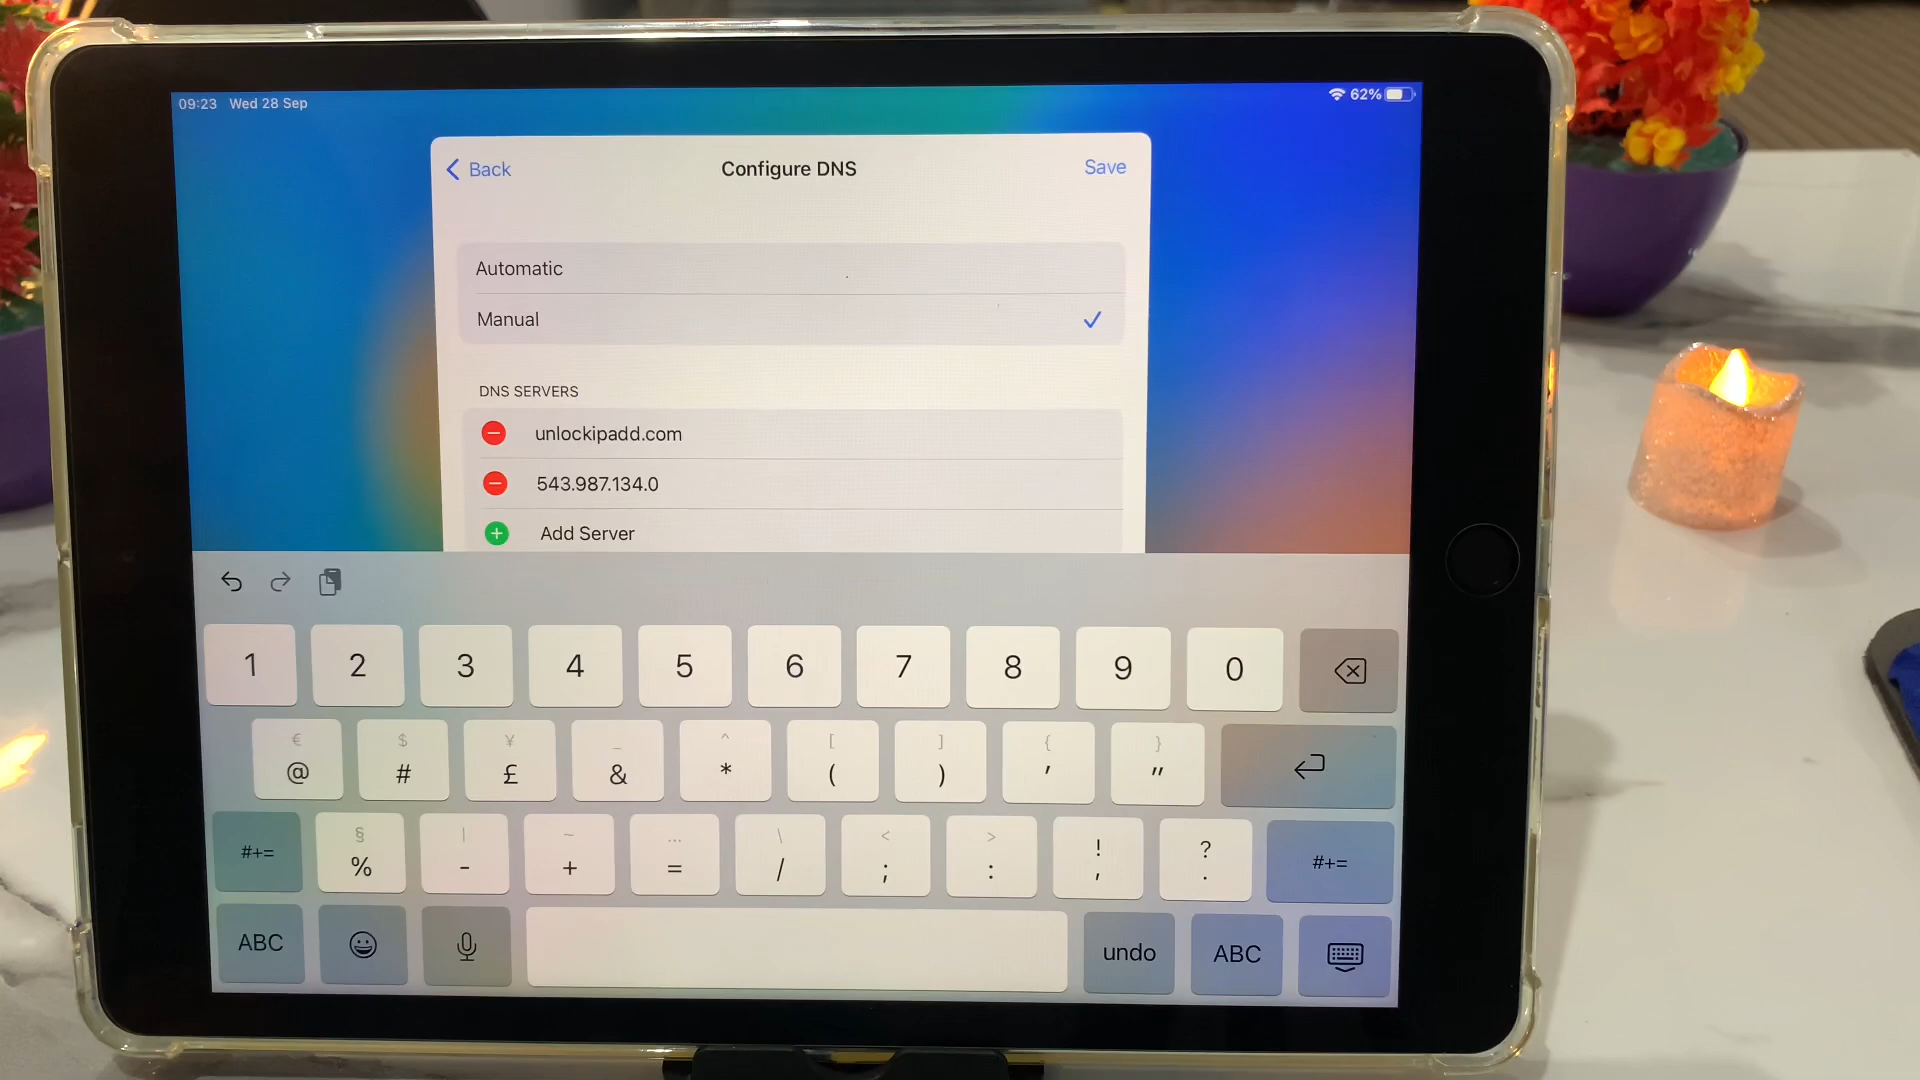 09:23 Wed 28 Sep
62%
Back
Configure DNS
Save
Automatic
Manual
DNS SERVERS
unlockipadd.com
543.987.134.0
Add Server
1 2 3 4 5 6 7 8 9 0
€ $ ¥ _ ^ [ ] { }
@ # £ & * ( ) ' "
#+= § | ~ … \ < > ! ? #+=
% - + = / ; : , .
ABC undo ABC